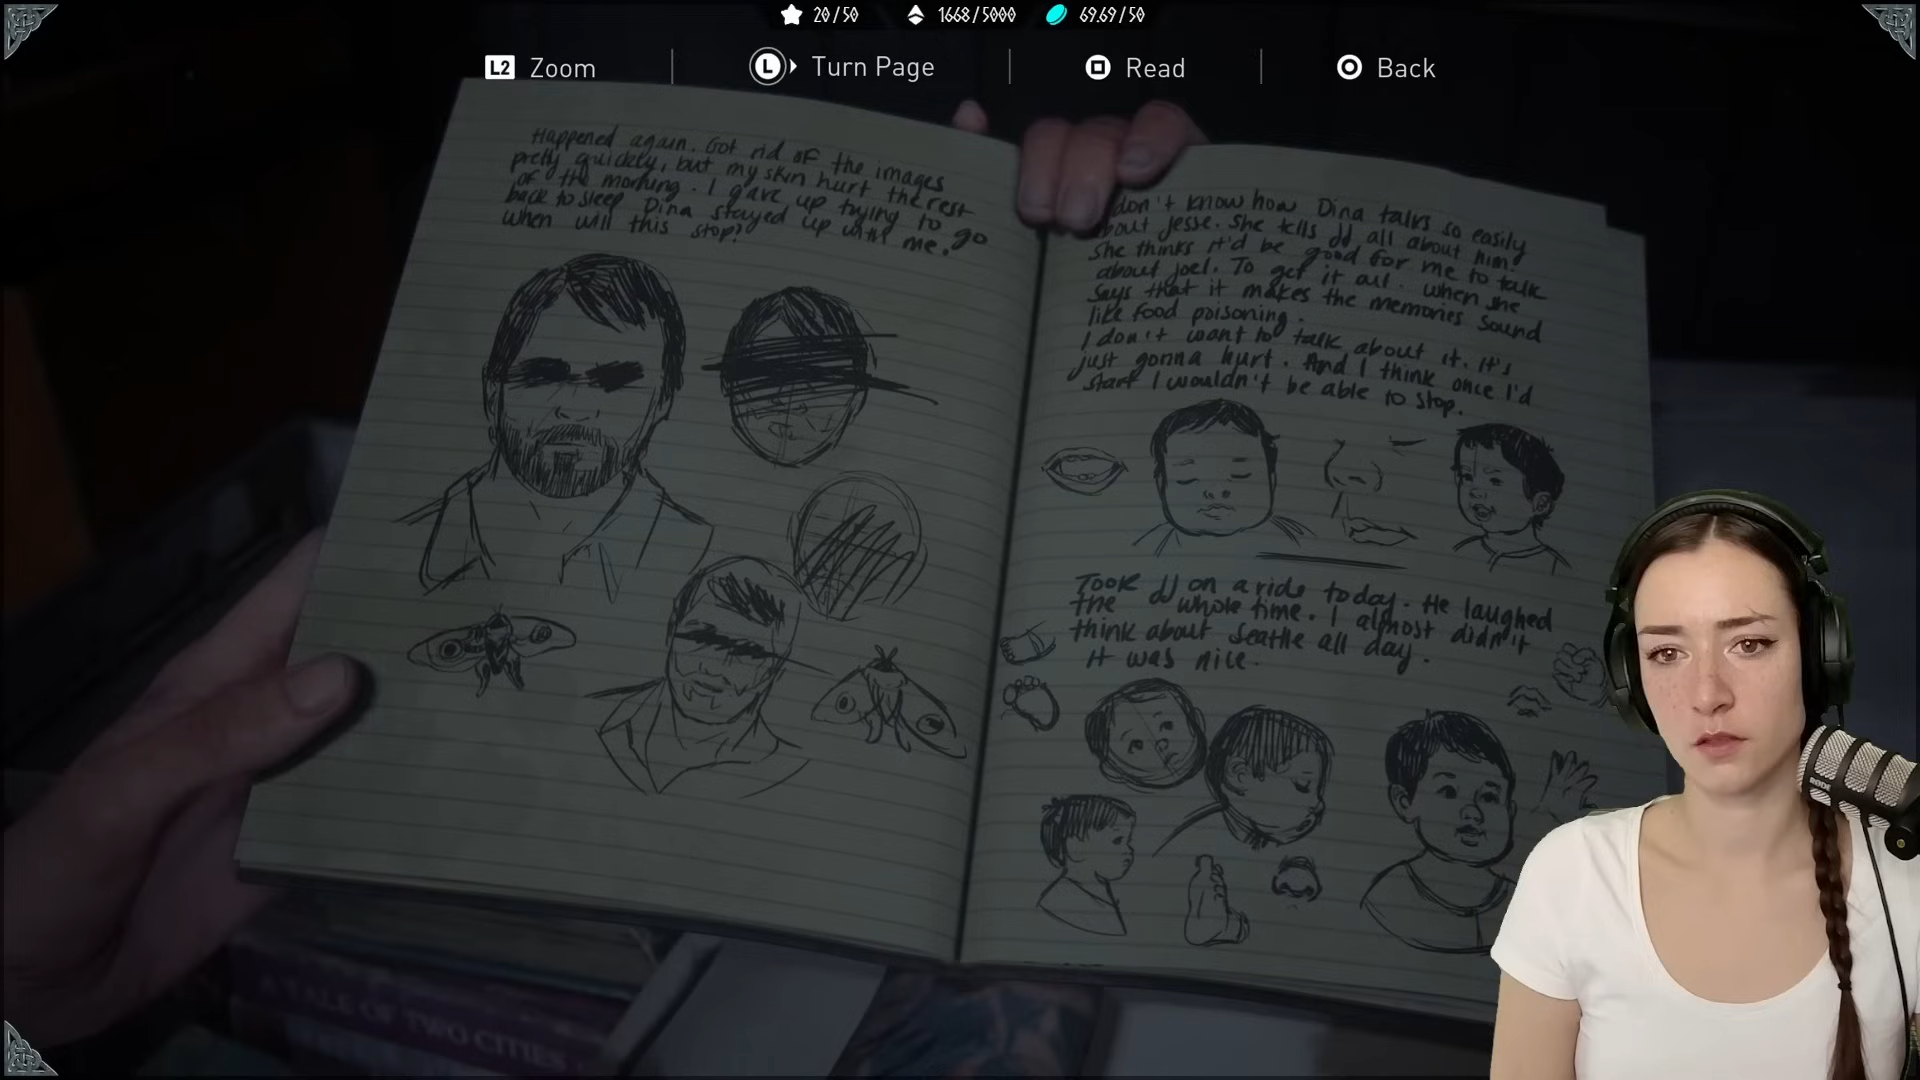 20/50 1668/5000 69.69/50
L2 Zoom L Turn Page Read Back
Happened again. Got rid of the images
pretty quickly, but my skin hurt the rest
of the morning. I gave up trying to go
back to sleep Dina stayed up with me.
When will this stop?
don't know how Dina talks so easily
about Jesse. She tells JJ all about him.
She thinks it'd be good for me to talk
about Joel. To get it out. When she
says that it makes the memories sound
like food poisoning.
I don't want to talk about it. It's
just gonna hurt. And I think once I'd
start I wouldn't be able to stop.
Took JJ on a ride today. He laughed
the whole time. I almost didn't
think about Seattle all day.
It was nice.
A TALE OF TWO CITIES
RODE